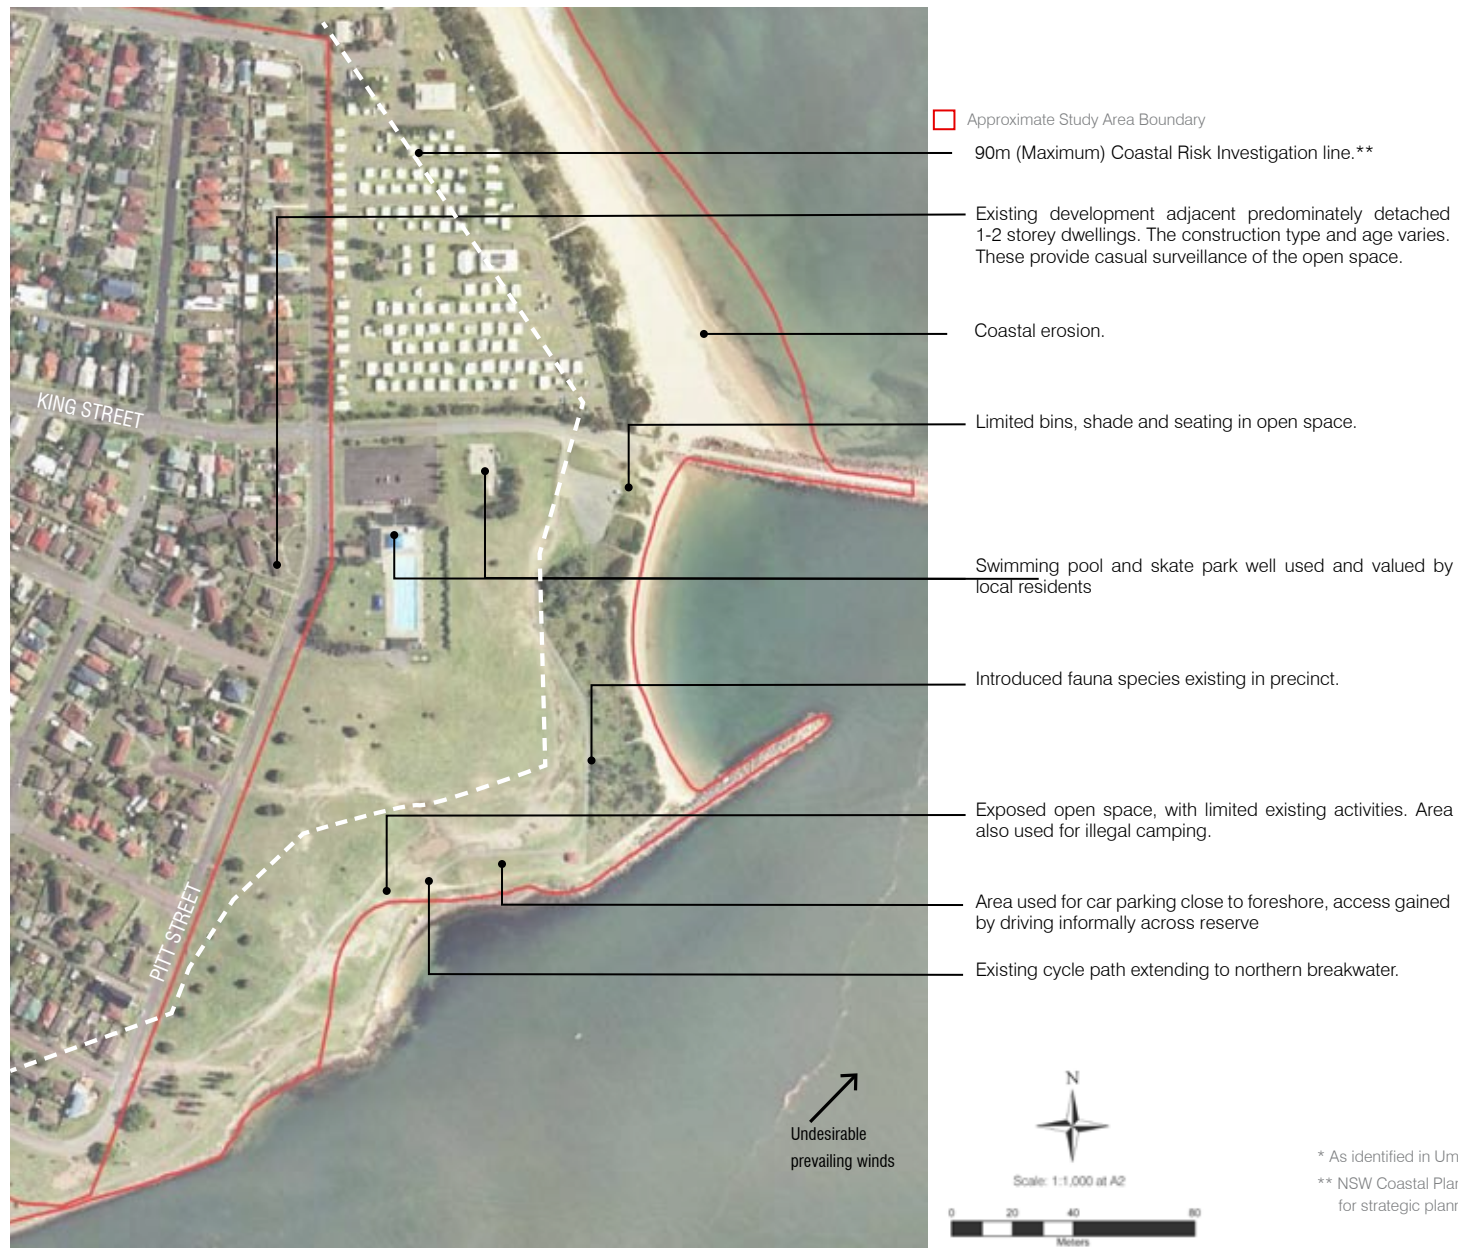 Approximate Study Area Boundary
90m (Maximum) Coastal Risk Investigation line.**
Existing development adjacent predominately detached
1-2 storey dwellings. The construction type and age varies.
These provide casual surveillance of the open space.
Coastal erosion.
KING STREET
Limited bins, shade and seating in open space.
Swimming pool and skate park well used and valued by
local residents
Introduced fauna species existing in precinct.
Exposed open space, with limited existing activities. Area
also used for illegal camping.
PITT STREET
Area used for car parking close to foreshore, access gained
by driving informally across reserve
Existing cycle path extending to northern breakwater.
Undesirable
prevailing winds
N
Scale: 1:1,000 at A2
0 20 40 80
Meters
* As identified in Um
** NSW Coastal Plan
for strategic plann